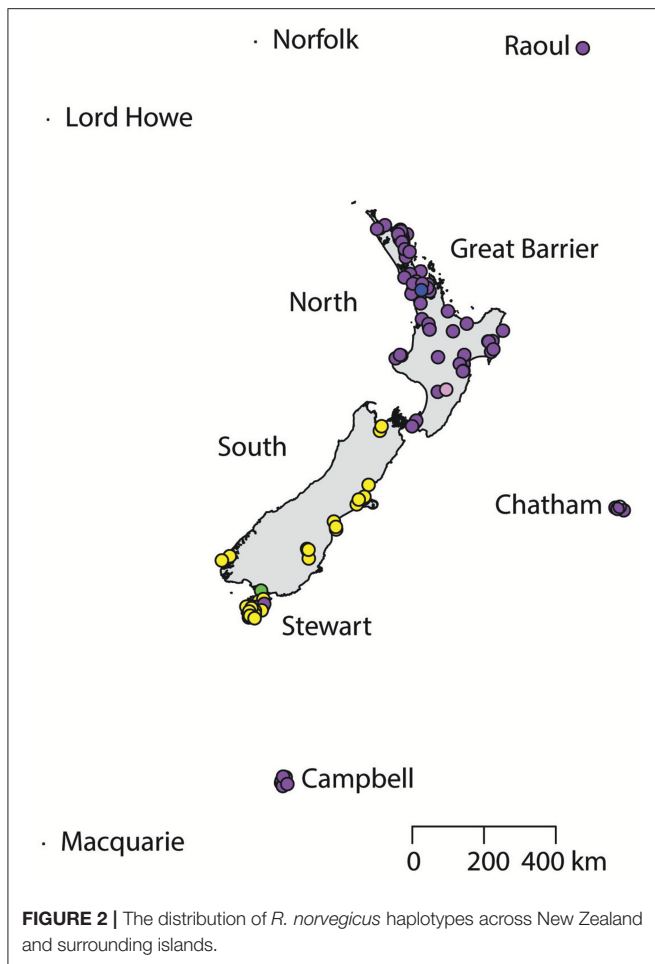 Norfolk
Raoul
Lord Howe
Great Barrier
North
South
Chatham
Stewart
Campbell
Macquarie
0 200 400 km
FIGURE 2 | The distribution of R. norvegicus haplotypes across New Zealand
and surrounding islands.